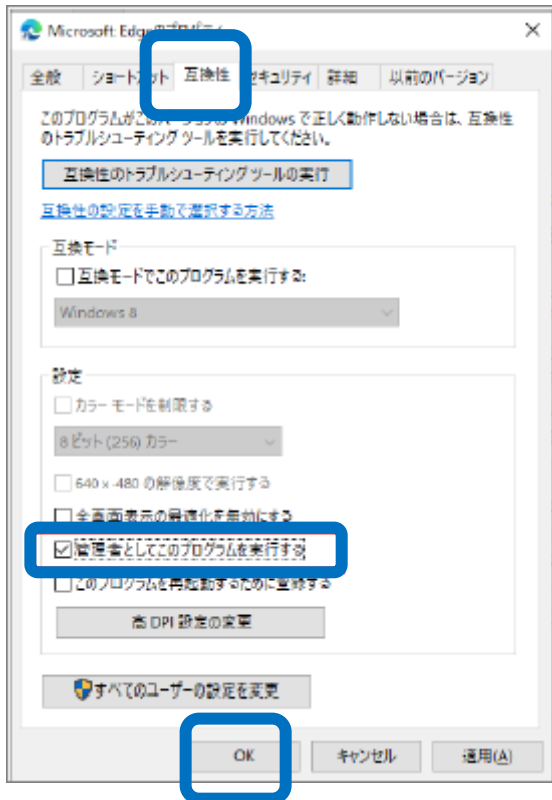 Microsoft Edgeのプロパティ
全般 ショートカット 互換性 セキュリティ 詳細 以前のバージョン
このプログラムがこのバージョンの Windows で正しく動作しない場合は、互換性
のトラブルシューティング ツールを実行してください。
互換性のトラブルシューティング ツールの実行
互換性の設定を手動で選択する方法
互換モード
互換モードでこのプログラムを実行する:
Windows 8
設定
カラー モードを制限する
8 ビット (256) カラー
640 x 480 の解像度で実行する
全画面表示の最適化を無効にする
管理者としてこのプログラムを実行する
このプログラムを再起動するために登録する
高 DPI 設定の変更
すべてのユーザーの設定を変更
OK キャンセル 適用(A)